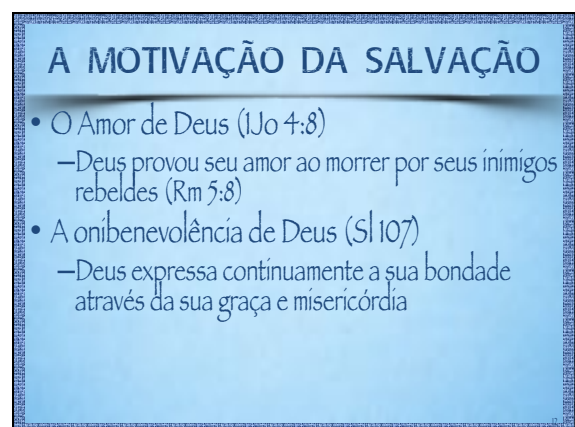 A MOTIVAÇÃO DA SALVAÇÃO
• O Amor de Deus (1Jo 4:8)
–Deus provou seu amor ao morrer por seus inimigos
rebeldes (Rm 5:8)
• A onibenevolência de Deus (Sl 107)
–Deus expressa continuamente a sua bondade
através da sua graça e misericórdia